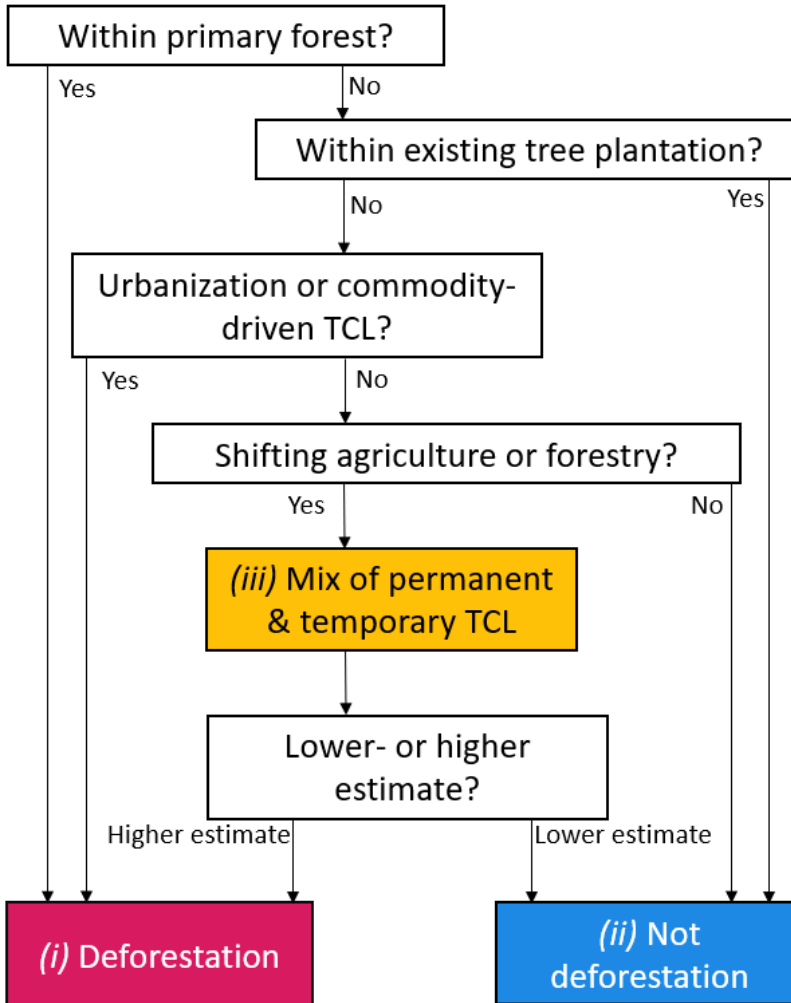 Within primary forest?
Yes
No
Within existing tree plantation?
No
Yes
Urbanization or commodity-
driven TCL?
Yes
No
Shifting agriculture or forestry?
Yes
No
(iii) Mix of permanent
& temporary TCL
Lower- or higher
estimate?
Higher estimate
Lower estimate
(i) Deforestation
(ii) Not
deforestation